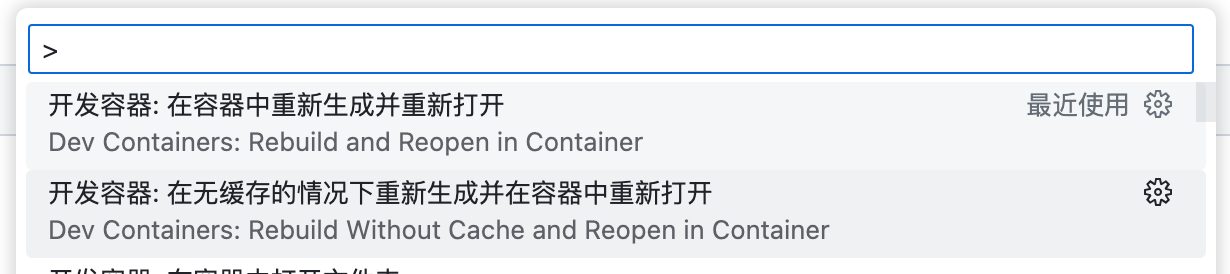 >
开发容器: 在容器中重新生成并重新打开
最近使用
Dev Containers: Rebuild and Reopen in Container
开发容器: 在无缓存的情况下重新生成并在容器中重新打开
Dev Containers: Rebuild Without Cache and Reopen in Container